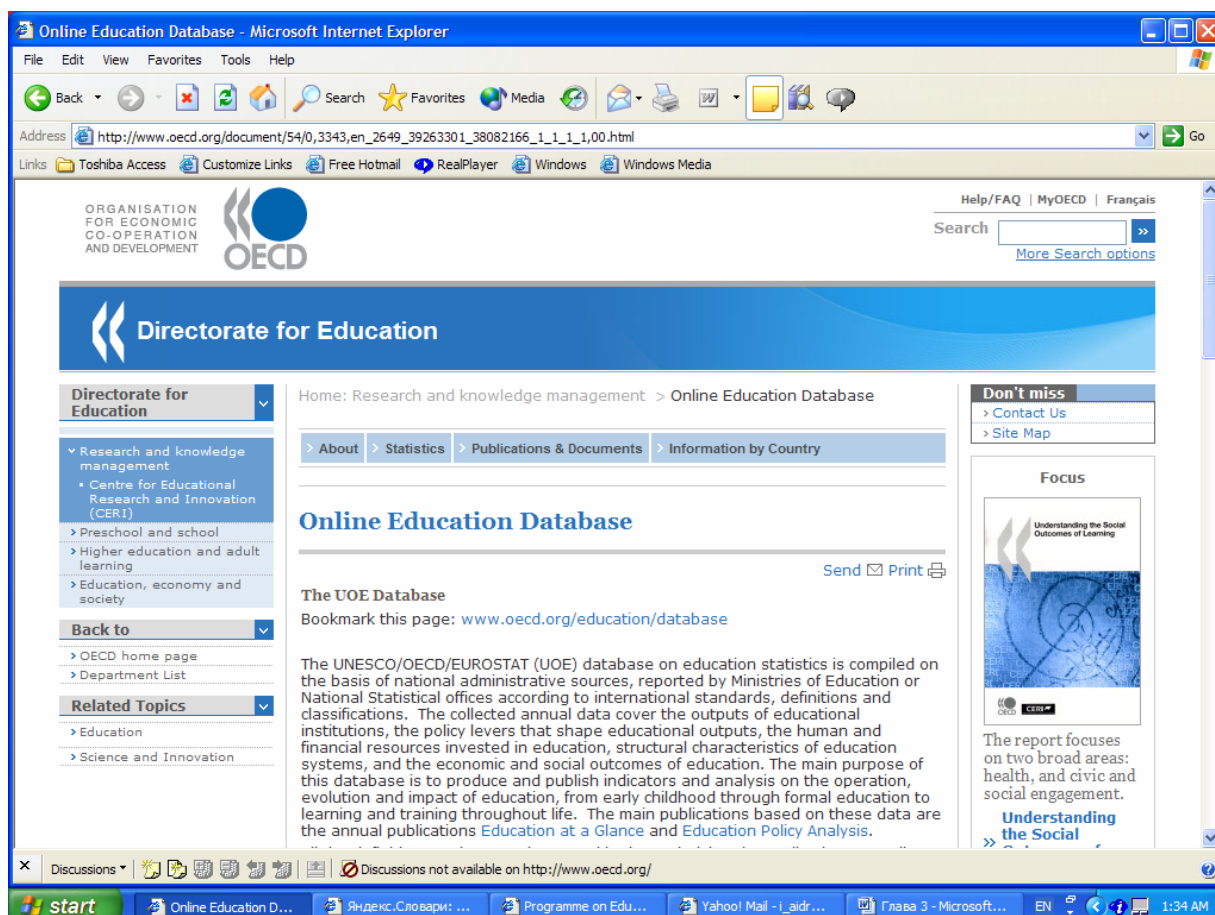 Online Education Database - Microsoft Internet Explorer
File Edit View Favorites Tools Help
Back Search Favorites Media
Address http://www.oecd.org/document/54/0,3343,en_2649_39263301_38082166_1_1_1_1,00.html Go
Links Toshiba Access Customize Links Free Hotmail RealPlayer Windows Windows Media
ORGANISATION
FOR ECONOMIC
CO-OPERATION
AND DEVELOPMENT
OECD
Help/FAQ | MyOECD | Français
Search »
More Search options
Directorate for Education
Directorate for
Education
Research and knowledge
management
Centre for Educational
Research and Innovation
(CERI)
> Preschool and school
> Higher education and adult
learning
> Education, economy and
society
Back to
> OECD home page
> Department List
Related Topics
> Education
> Science and Innovation
Home: Research and knowledge management > Online Education Database
> About > Statistics > Publications & Documents > Information by Country
Online Education Database
Send Print
The UOE Database
Bookmark this page: www.oecd.org/education/database
The UNESCO/OECD/EUROSTAT (UOE) database on education statistics is compiled on
the basis of national administrative sources, reported by Ministries of Education or
National Statistical offices according to international standards, definitions and
classifications. The collected annual data cover the outputs of educational
institutions, the policy levers that shape educational outputs, the human and
financial resources invested in education, structural characteristics of education
systems, and the economic and social outcomes of education. The main purpose of
this database is to produce and publish indicators and analysis on the operation,
evolution and impact of education, from early childhood through formal education to
learning and training throughout life. The main publications based on these data are
the annual publications Education at a Glance and Education Policy Analysis.
Don't miss
> Contact Us
> Site Map
Focus
Understanding the Social
Outcomes of Learning
OECD CERI
The report focuses
on two broad areas:
health, and civic and
social engagement.
Understanding
» the Social
× Discussions Discussions not available on http://www.oecd.org/
start Online Education D... Яндекс.Словари: ... Programme on Edu... Yahoo! Mail - i_aidr... Глава 3 - Microsoft... EN 1:34 AM